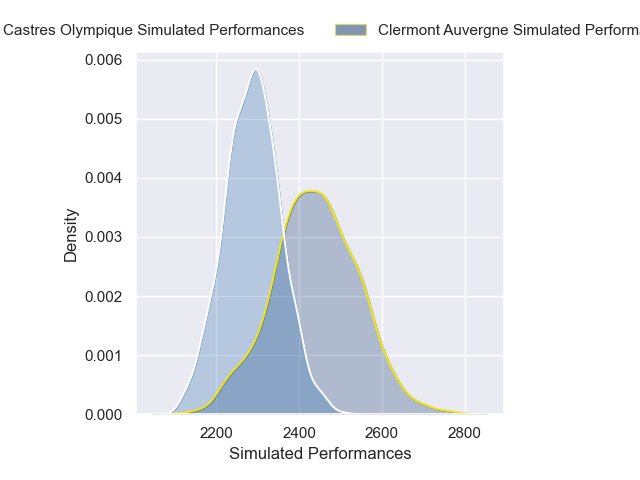 Castres Olympique Simulated Performances Clermont Auvergne Simulated Perform
0.006
0.005
0.004
0.003
0.002
0.001
0.000
Density
2200 2400 2600 2800
Simulated Performances